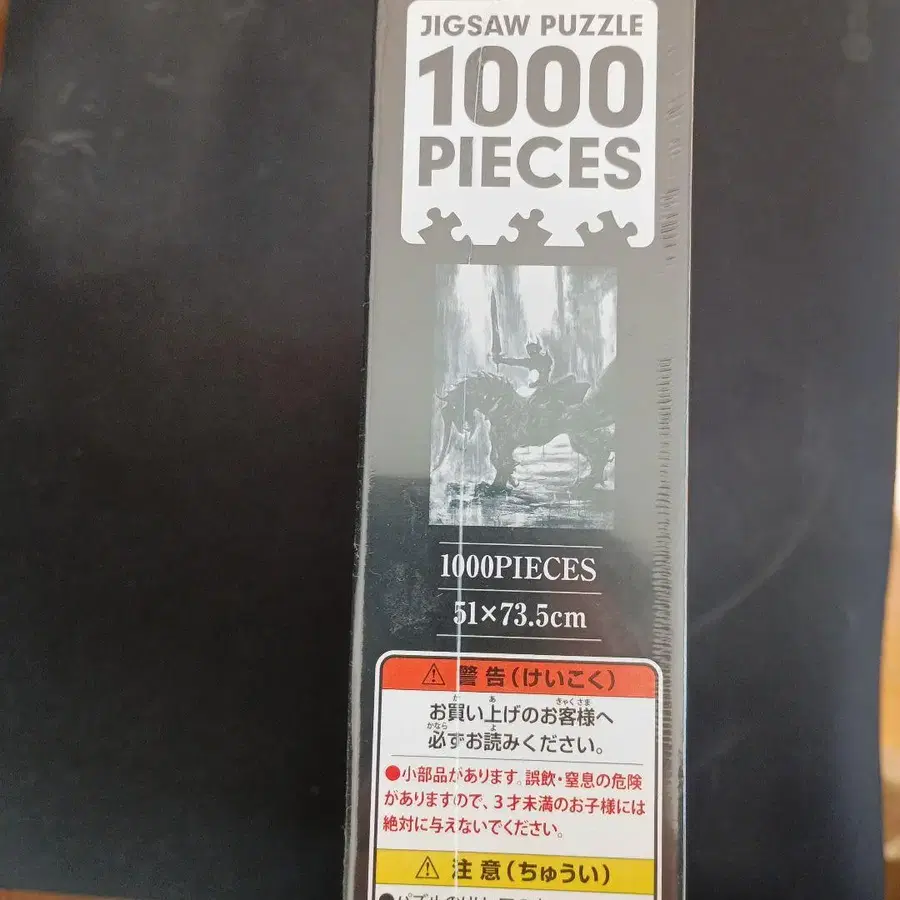 JIGSAW PUZZLE
1000
PIECES
1000PIECES
51×73.5cm
⚠ 警告(けいこく)
お買い上げのお客様へ
必ずお読みください。
●小部品があります。誤飲・窒息の危険
がありますので、3才未満のお子様には
絶対に与えないでください。
⚠ 注意(ちゅうい)